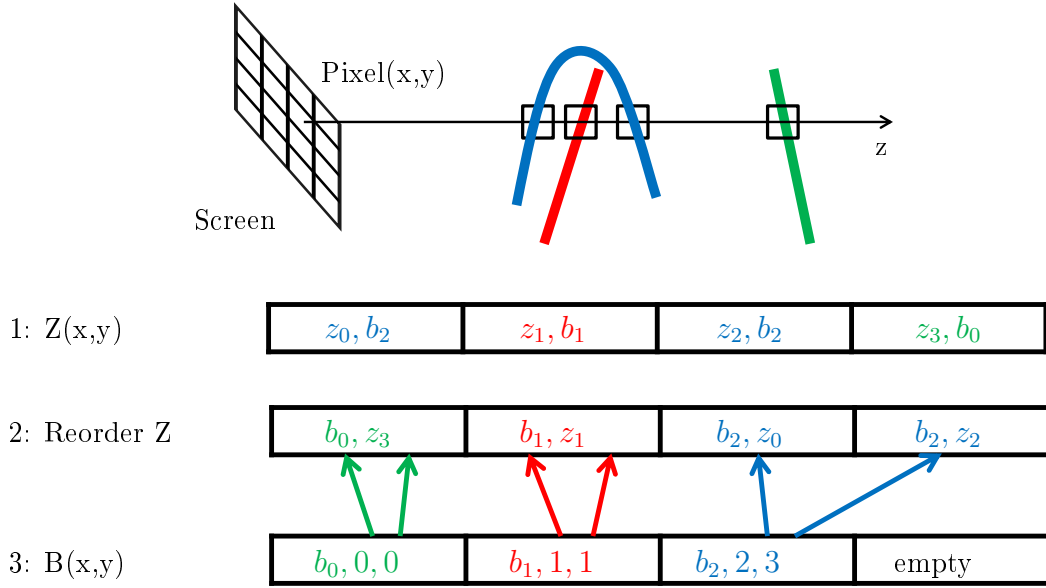 Pixel(x,y)
z
Screen
1: Z(x,y) z₀, b₂ z₁, b₁ z₂, b₂ z₃, b₀
2: Reorder Z b₀, z₃ b₁, z₁ b₂, z₀ b₂, z₂
3: B(x,y) b₀, 0, 0 b₁, 1, 1 b₂, 2, 3 empty